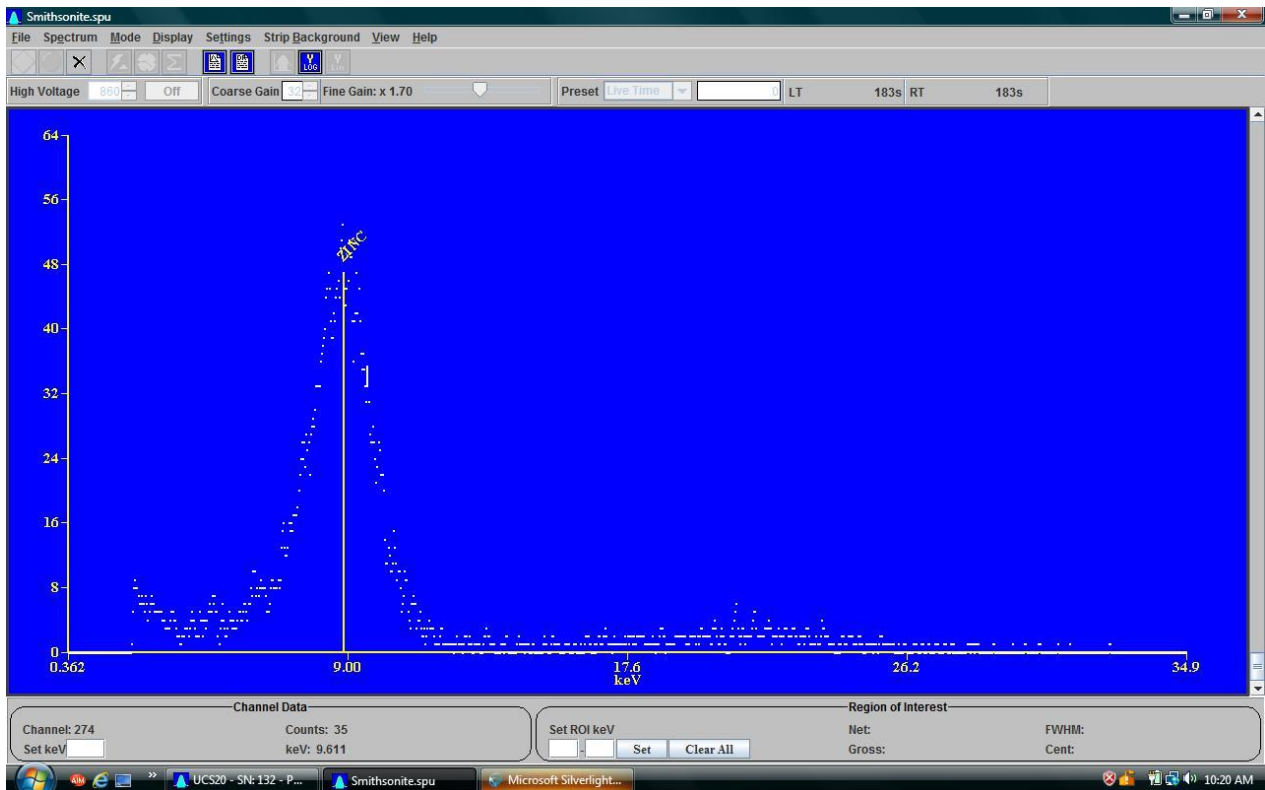 Smithsonite.spu
File Spectrum Mode Display Settings Strip Background View Help
Y LOG Y Lin
High Voltage 860 Off Coarse Gain 32 Fine Gain: x 1.70 Preset Live Time 0 LT 183s RT 183s
64
56
ZINC
48
40
32
24
16
8
0
0.362 9.00 17.6 26.2 34.9
keV
Channel Data Region of Interest
Channel: 274 Counts: 35 Set ROI keV Net: FWHM:
Set keV keV: 9.611 - Set Clear All Gross: Cent:
AIM » UCS20 - SN: 132 - P... Smithsonite.spu Microsoft Silverlight... 10:20 AM